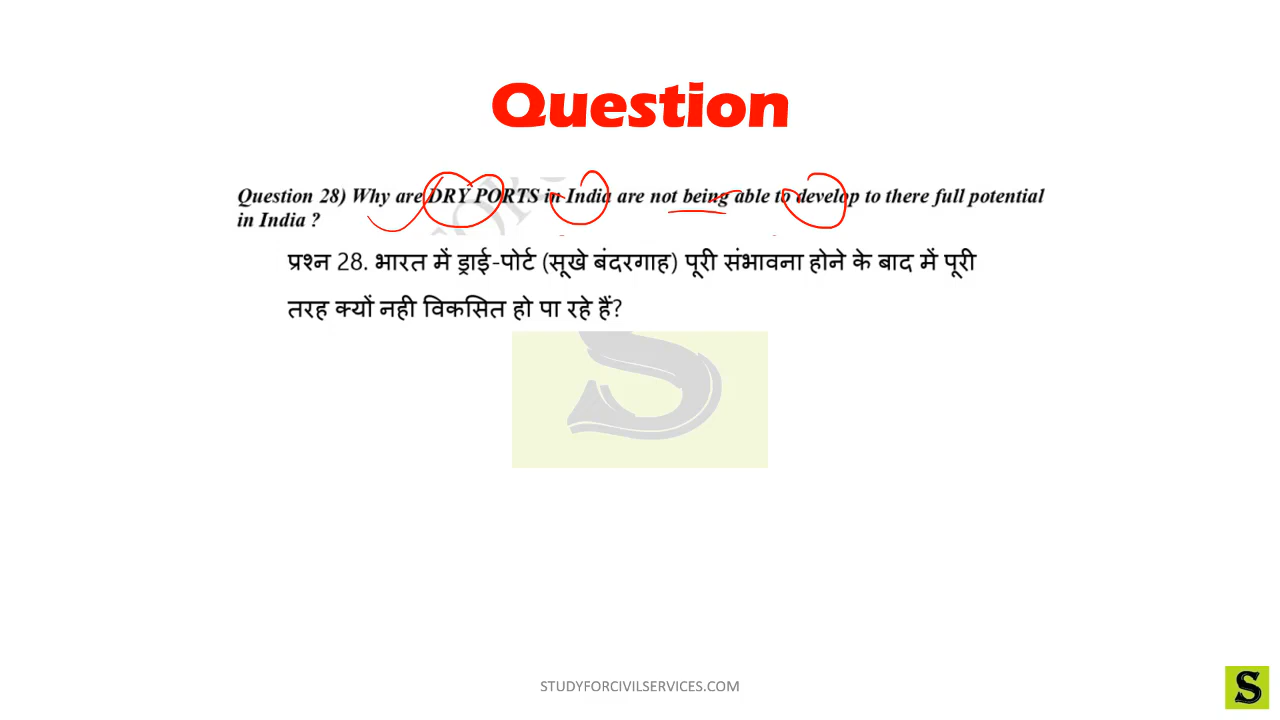 Question
Question 28) Why are DRY PORTS in India are not being able to develop to there full potential
in India ?
प्रश्न 28. भारत में ड्राई-पोर्ट (सूखे बंदरगाह) पूरी संभावना होने के बाद में पूरी
तरह क्यों नही विकसित हो पा रहे हैं?
S
STUDYFORCIVILSERVICES.COM
S